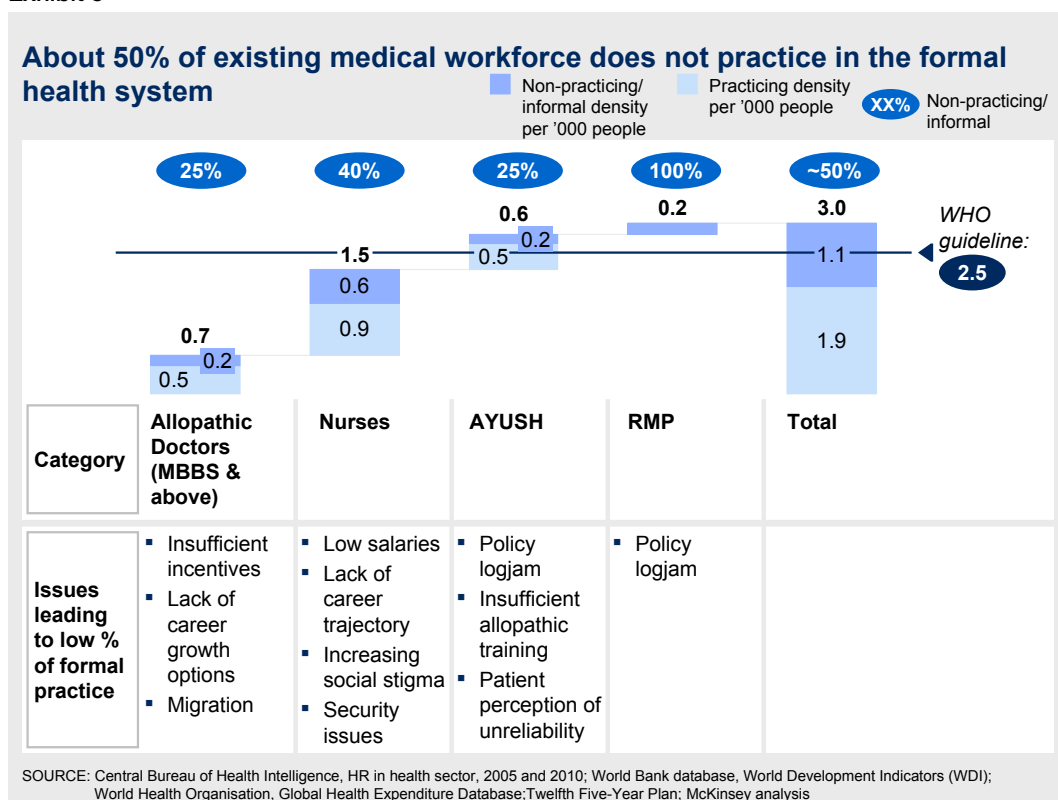 About 50% of existing medical workforce does not practice in the formal
health system
Non-practicing/
informal density
per ’000 people
Practicing density
per ’000 people
XX%
Non-practicing/
informal
25%
40%
25%
100%
~50%
0.7
0.2
0.5
1.5
0.6
0.9
0.6
0.2
0.5
0.2
3.0
1.1
1.9
WHO
guideline:
2.5
Category
Allopathic
Doctors
(MBBS &
above)
Nurses
AYUSH
RMP
Total
Issues
leading
to low %
of formal
practice
▪ Insufficient
incentives
▪ Lack of
career
growth
options
▪ Migration
▪ Low salaries
▪ Lack of
career
trajectory
▪ Increasing
social stigma
▪ Security
issues
▪ Policy
logjam
▪ Insufficient
allopathic
training
▪ Patient
perception of
unreliability
▪ Policy
logjam
SOURCE: Central Bureau of Health Intelligence, HR in health sector, 2005 and 2010; World Bank database, World Development Indicators (WDI);
World Health Organisation, Global Health Expenditure Database;Twelfth Five-Year Plan; McKinsey analysis